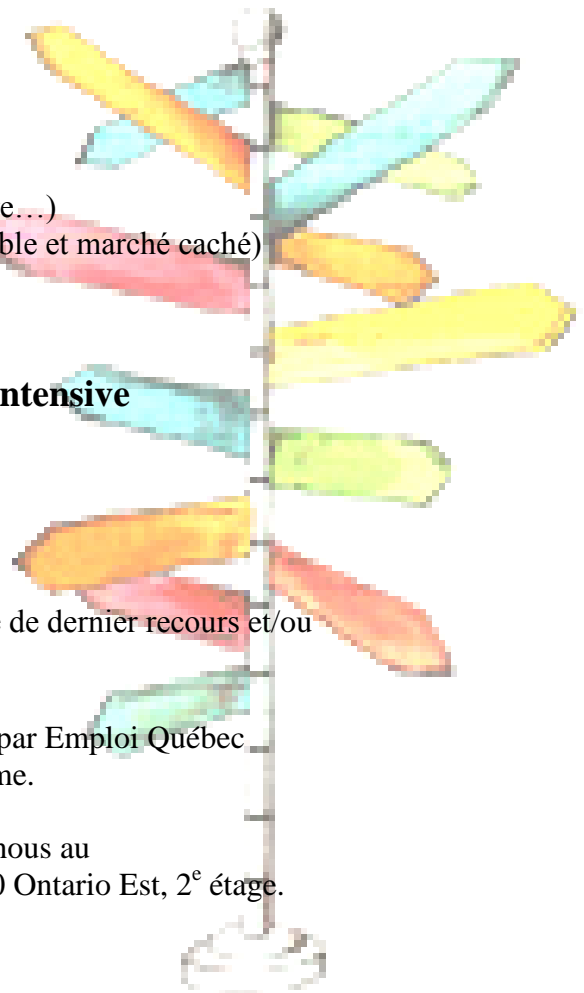 e…)
ble et marché caché)
ntensive
de dernier recours et/ou
par Emploi Québec
me.
nous au
0 Ontario Est, 2e étage.